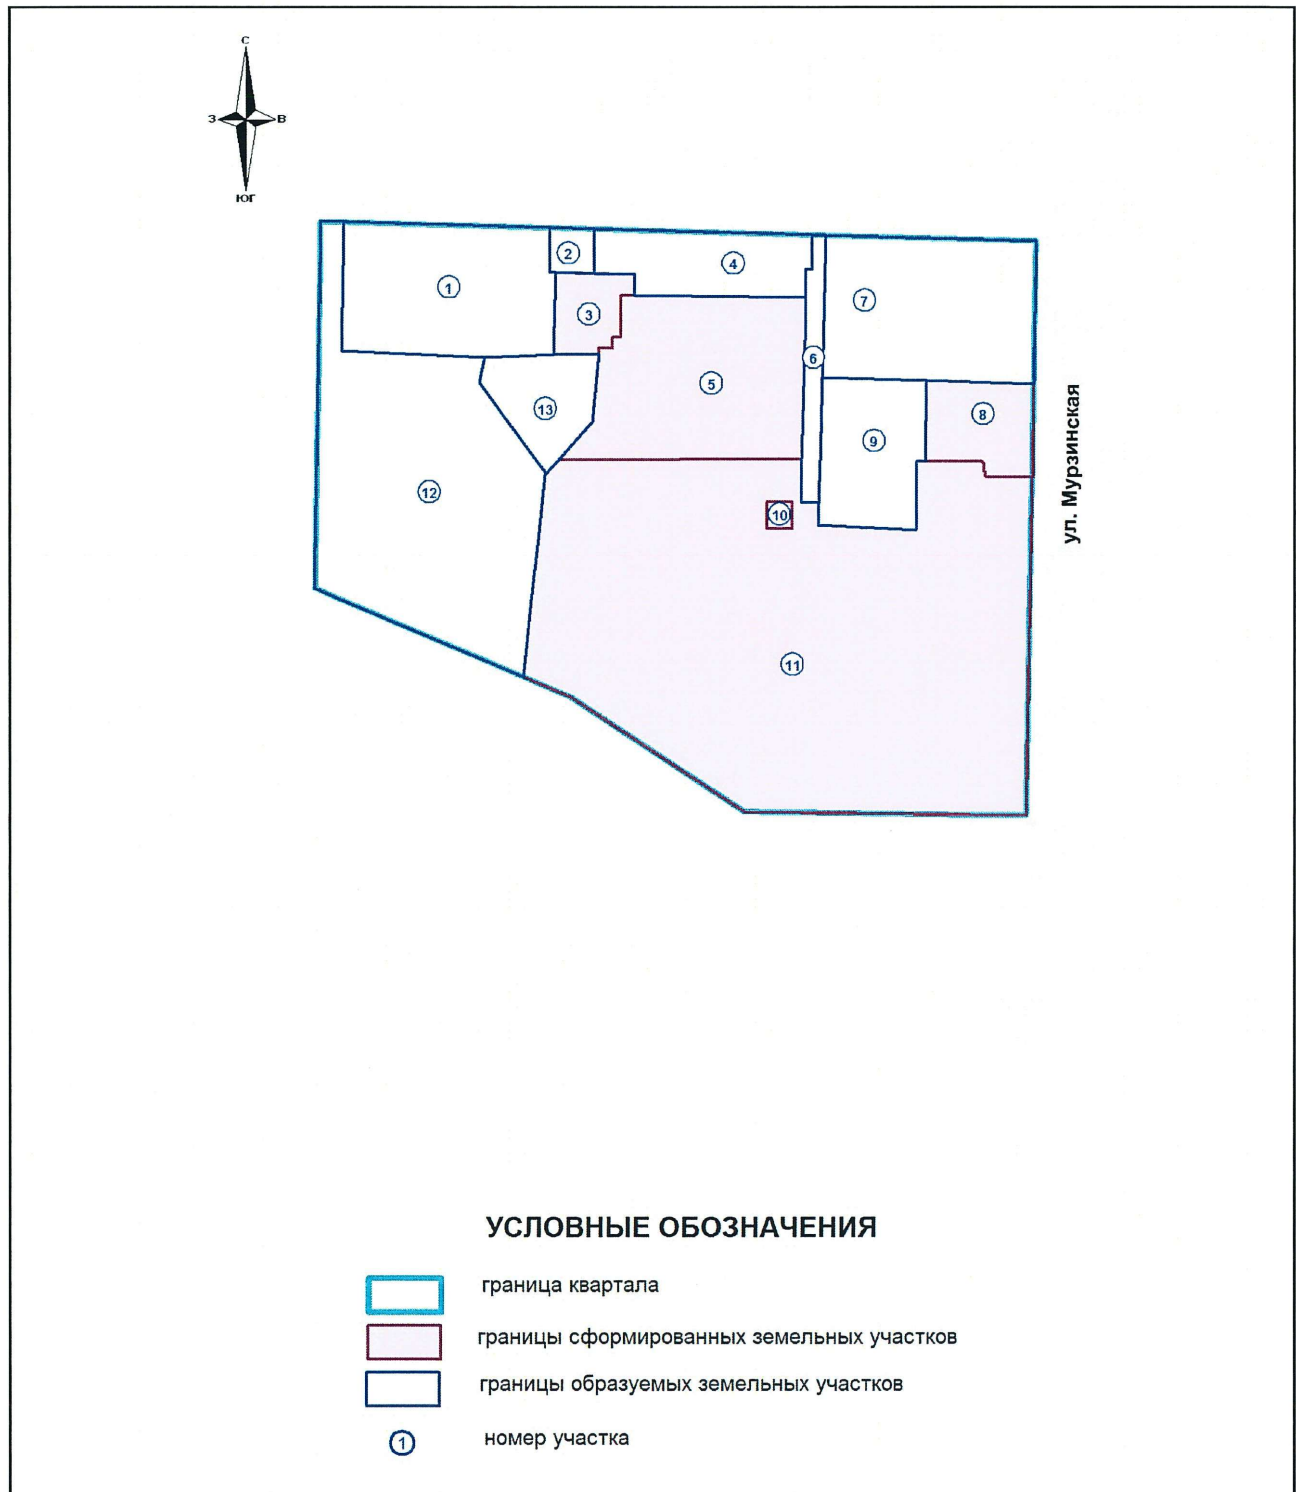 С
З В
ЮГ
1
2
3
4
5
6
7
8
9
10
11
12
13
ул. Мурзинская
УСЛОВНЫЕ ОБОЗНАЧЕНИЯ
граница квартала
границы сформированных земельных участков
границы образуемых земельных участков
1 номер участка